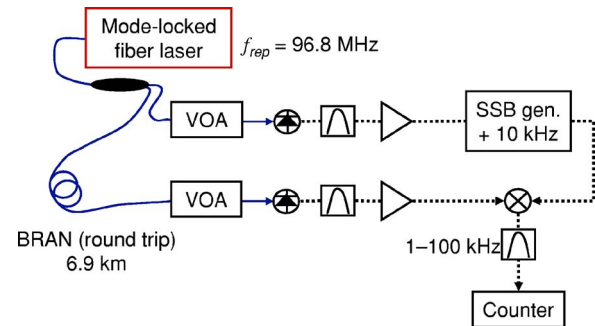 Mode-locked
fiber laser
f_rep = 96.8 MHz
VOA
SSB gen.
+ 10 kHz
VOA
BRAN (round trip)
6.9 km
1–100 kHz
Counter